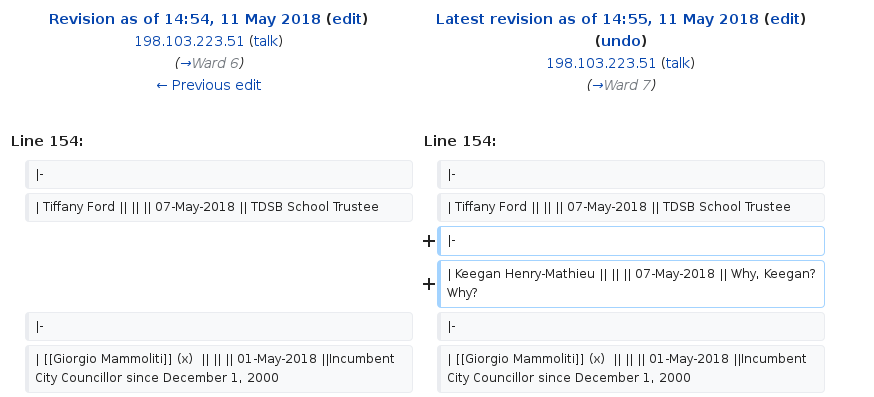 Revision as of 14:54, 11 May 2018 (edit)
198.103.223.51 (talk)
(→Ward 6)
← Previous edit
Latest revision as of 14:55, 11 May 2018 (edit)
(undo)
198.103.223.51 (talk)
(→Ward 7)
Line 154:
Line 154:
|-
|-
| Tiffany Ford || || || 07-May-2018 || TDSB School Trustee
| Tiffany Ford || || || 07-May-2018 || TDSB School Trustee
+ |-
+ | Keegan Henry-Mathieu || || || 07-May-2018 || Why, Keegan?
Why?
|-
|-
| [[Giorgio Mammoliti]] (x)  || || || 01-May-2018 ||Incumbent
City Councillor since December 1, 2000
| [[Giorgio Mammoliti]] (x)  || || || 01-May-2018 ||Incumbent
City Councillor since December 1, 2000